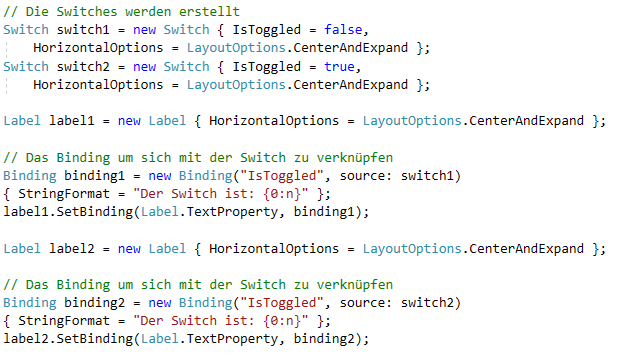 // Die Switches werden erstellt
Switch switch1 = new Switch { IsToggled = false,
    HorizontalOptions = LayoutOptions.CenterAndExpand };
Switch switch2 = new Switch { IsToggled = true,
    HorizontalOptions = LayoutOptions.CenterAndExpand };

Label label1 = new Label { HorizontalOptions = LayoutOptions.CenterAndExpand };

// Das Binding um sich mit der Switch zu verknüpfen
Binding binding1 = new Binding("IsToggled", source: switch1)
{ StringFormat = "Der Switch ist: {0:n}" };
label1.SetBinding(Label.TextProperty, binding1);

Label label2 = new Label { HorizontalOptions = LayoutOptions.CenterAndExpand };

// Das Binding um sich mit der Switch zu verknüpfen
Binding binding2 = new Binding("IsToggled", source: switch2)
{ StringFormat = "Der Switch ist: {0:n}" };
label2.SetBinding(Label.TextProperty, binding2);